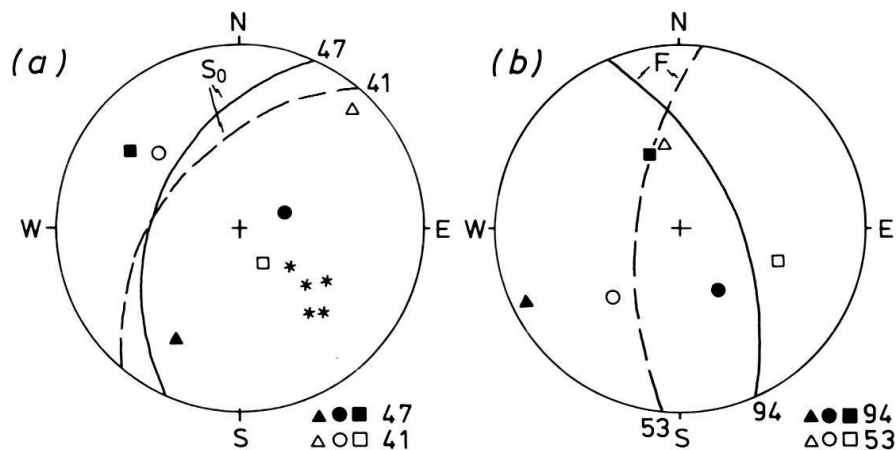 (a)
N
47
S₀
41
W
E
S
▲●■ 47
△○□ 41
(b)
N
F
W
E
53
S
94
▲●■ 94
△○□ 53